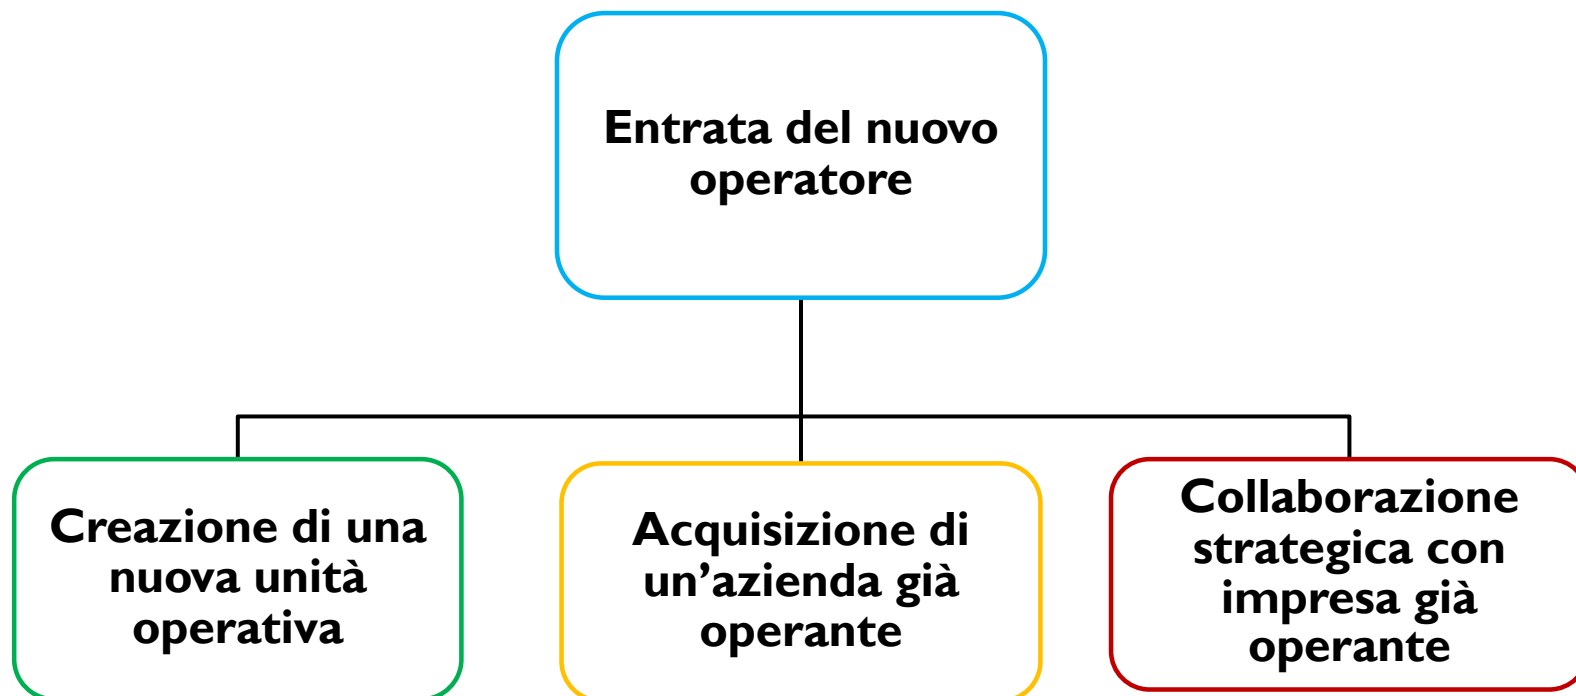 Entrata del nuovo
operatore
Creazione di una
nuova unità
operativa
Acquisizione di
un’azienda già
operante
Collaborazione
strategica con
impresa già
operante